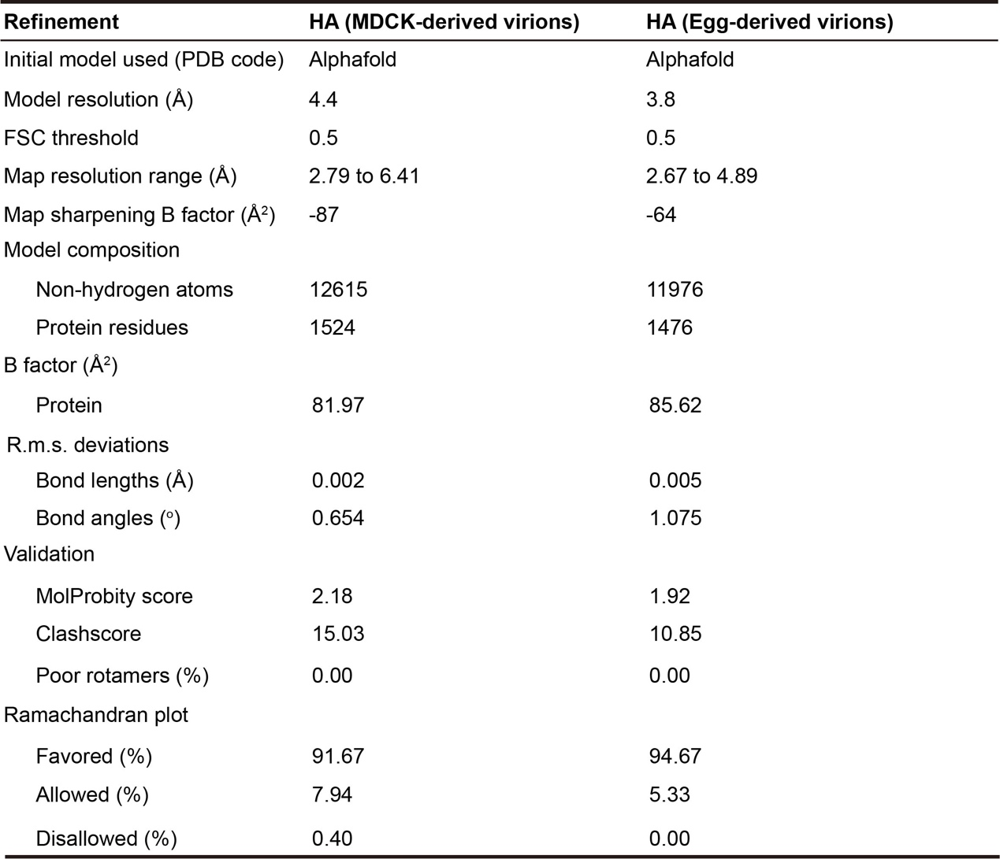 Refinement HA (MDCK-derived virions) HA (Egg-derived virions)
Initial model used (PDB code) Alphafold Alphafold
Model resolution (Å) 4.4 3.8
FSC threshold 0.5 0.5
Map resolution range (Å) 2.79 to 6.41 2.67 to 4.89
Map sharpening B factor (Å²) -87 -64
Model composition
Non-hydrogen atoms 12615 11976
Protein residues 1524 1476
B factor (Å²)
Protein 81.97 85.62
R.m.s. deviations
Bond lengths (Å) 0.002 0.005
Bond angles (º) 0.654 1.075
Validation
MolProbity score 2.18 1.92
Clashscore 15.03 10.85
Poor rotamers (%) 0.00 0.00
Ramachandran plot
Favored (%) 91.67 94.67
Allowed (%) 7.94 5.33
Disallowed (%) 0.40 0.00